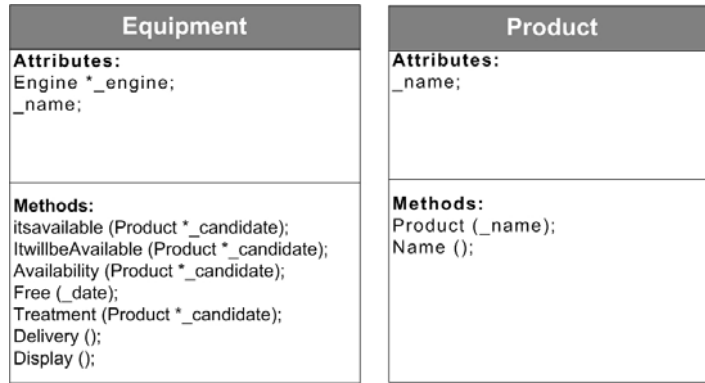 Equipment
Attributes:
Engine *_engine;
_name;
Methods:
itsavailable (Product *_candidate);
ItwillbeAvailable (Product *_candidate);
Availability (Product *_candidate);
Free (_date);
Treatment (Product *_candidate);
Delivery ();
Display ();
Product
Attributes:
_name;
Methods:
Product (_name);
Name ();